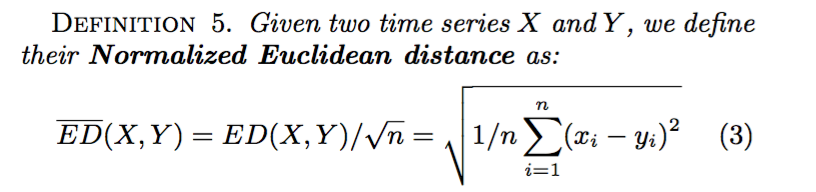 DEFINITION 5. Given two time series X and Y, we define
their Normalized Euclidean distance as:
$\overline{ED}(X, Y) = ED(X, Y)/\sqrt{n} = \sqrt{1/n \sum_{i=1}^{n} (x_i - y_i)^2}$ (3)